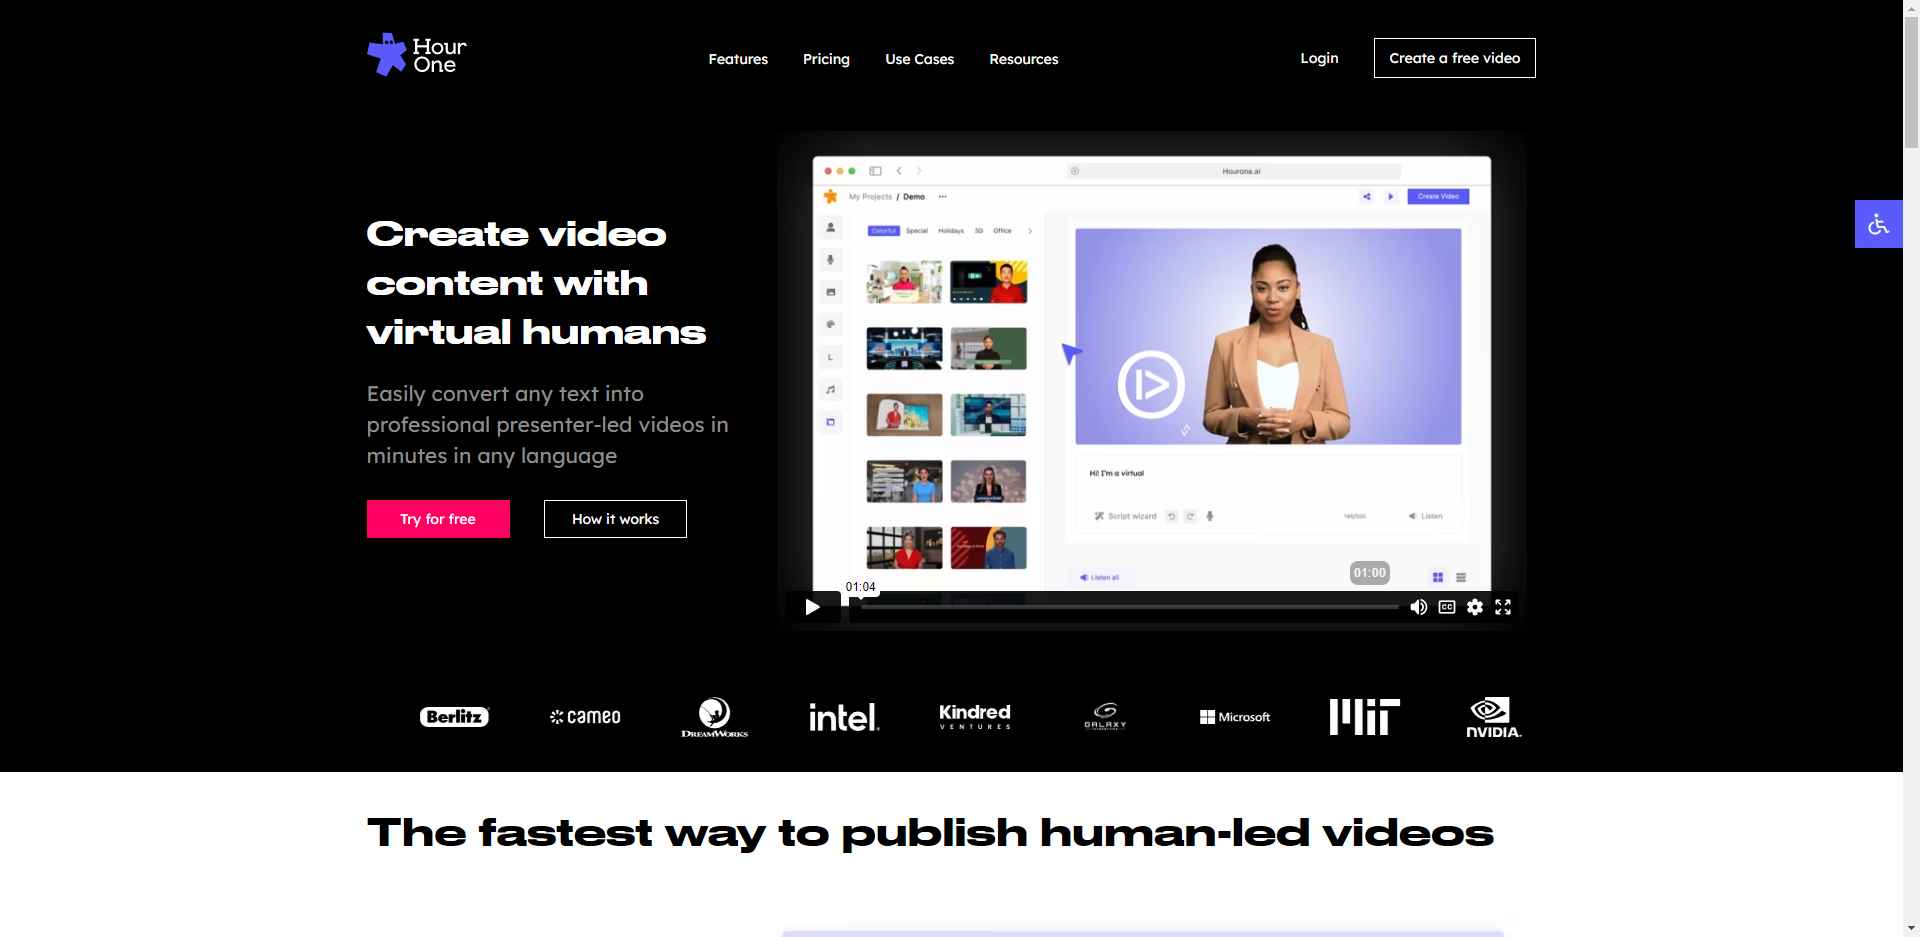 Hour
One
Features
Pricing
Use Cases
Resources
Login
Create a free video
Create video
content with
virtual humans
Easily convert any text into
professional presenter-led videos in
minutes in any language
Try for free
How it works
Hourone.ai
My Projects / Demo
Create Video
Colorful
Special
Holidays
3D
Office
L
Hi! I'm a virtual
Script wizard
Listen
Listen all
01:00
01:04
CC
Berlitz
CAMEO
DREAMWORKS
intel.
Kindred
VENTURES
GALAXY
Microsoft
MIT
NVIDIA.
The fastest way to publish human-led videos